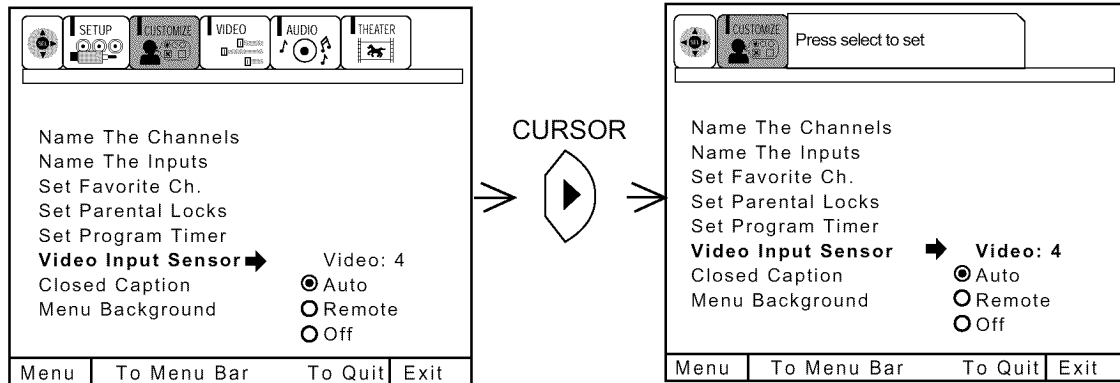 SETUP CUSTOMIZE VIDEO AUDIO THEATER
SEL
Name The Channels
Name The Inputs
Set Favorite Ch.
Set Parental Locks
Set Program Timer
Video Input Sensor Video: 4
Closed Caption Auto
Menu Background Remote
Off
Menu To Menu Bar To Quit Exit
CURSOR
CUSTOMIZE
SEL
Press select to set
Name The Channels
Name The Inputs
Set Favorite Ch.
Set Parental Locks
Set Program Timer
Video Input Sensor Video: 4
Closed Caption Auto
Menu Background Remote
Off
Menu To Menu Bar To Quit Exit